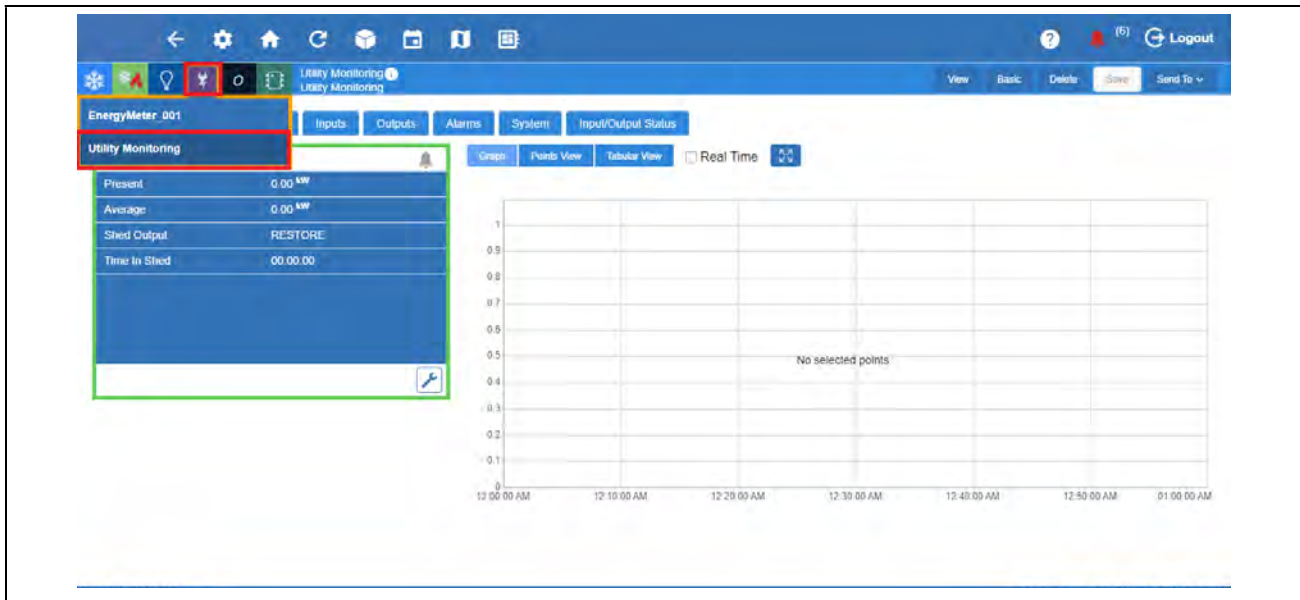 ? (6) Logout
o Utility Monitoring i View Basic Delete Save Send To
Utility Monitoring
EnergyMeter_001 Inputs Outputs Alarms System Input/Output Status
Utility Monitoring Graph Points View Tabular View Real Time
Present 0.00 kW
Average 0.00 kW
Shed Output RESTORE
Time In Shed 00:00:00
1
0.9
0.8
0.7
0.6
0.5
No selected points
0.4
0.3
0.2
0.1
0
12:00:00 AM 12:10:00 AM 12:20:00 AM 12:30:00 AM 12:40:00 AM 12:50:00 AM 01:00:00 AM